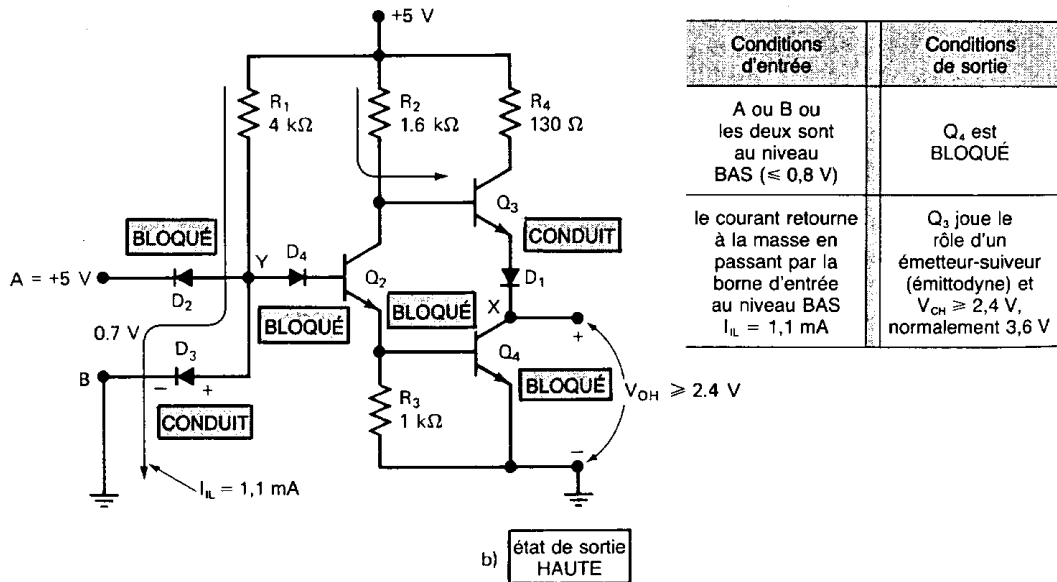 +5 V
R₁
4 kΩ
R₂
1.6 kΩ
R₄
130 Ω
Q₃
BLOQUÉ
CONDUIT
A = +5 V
Y
D₄
D₂
Q₂
D₁
BLOQUÉ
BLOQUÉ
X
+
0.7 V
D₃
B
− +
Q₄
BLOQUÉ
V_OH ≥ 2.4 V
CONDUIT
R₃
1 kΩ
−
I_IL = 1,1 mA
b) état de sortie
HAUTE
Conditions
d'entrée
Conditions
de sortie
A ou B ou
les deux sont
au niveau
BAS (≤ 0,8 V)
Q₄ est
BLOQUÉ
le courant retourne
à la masse en
passant par la
borne d'entrée
au niveau BAS
I_IL = 1,1 mA
Q₃ joue le
rôle d'un
émetteur-suiveur
(émittodyne) et
V_CH ≥ 2,4 V,
normalement 3,6 V